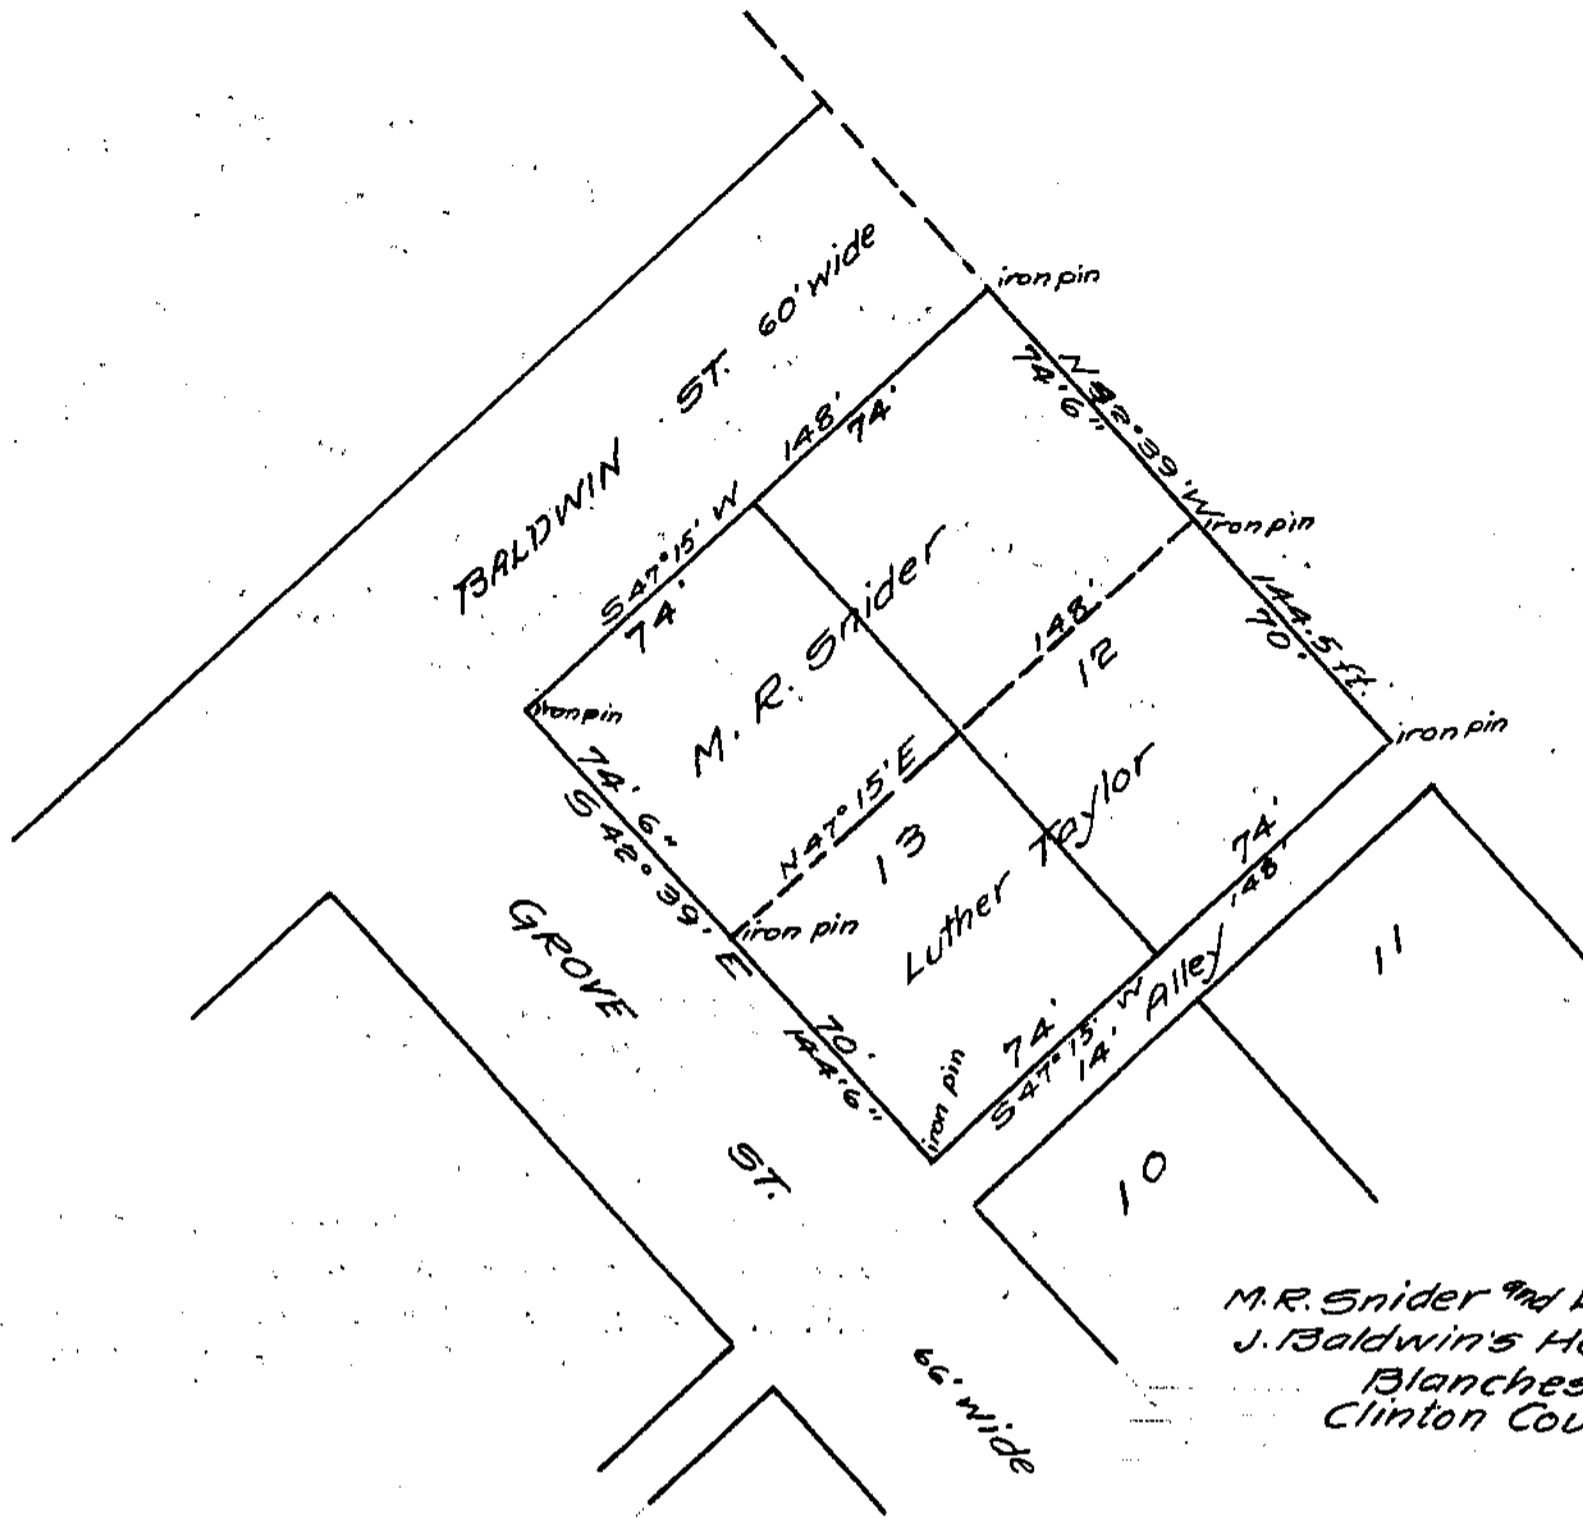 BALDWIN ST. 60' wide
iron pin
N 42° 39' W
74' 6"
148'
74'
S 47° 15' W
74'
iron pin
144.5 ft.
70'
iron pin
iron pin
M. R. Snider
148'
12
N 47° 15' E
13
Luther Taylor
74' 6"
S 42° 39' E
iron pin
70'
144' 6"
iron pin
74'
148'
74'
S 47° 15' W
14' Alley
11
10
GROVE ST. 66' wide
M.R. Snider and
J. Baldwin's
Clinton